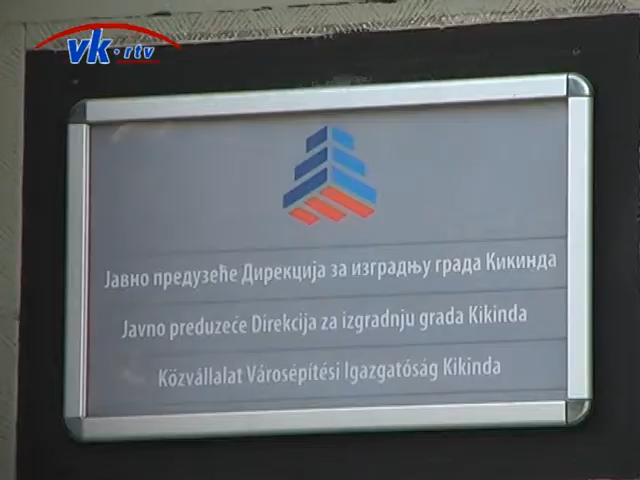 vk·rtv
Јавно предузеће Дирекција за изградњу града Кикинда
Javno preduzeće Direkcija za izgradnju grada Kikinda
Közvállalat Városépítési Igazgatóság Kikinda